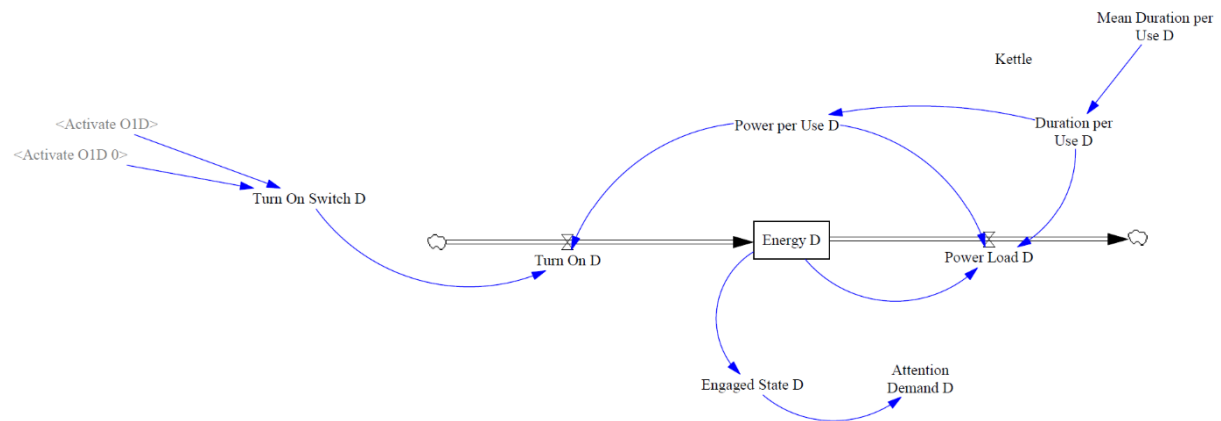 Mean Duration per
Use D
Kettle
<Activate O1D>
Power per Use D
Duration per
Use D
<Activate O1D 0>
Turn On Switch D
Energy D
Turn On D
Power Load D
Engaged State D
Attention
Demand D